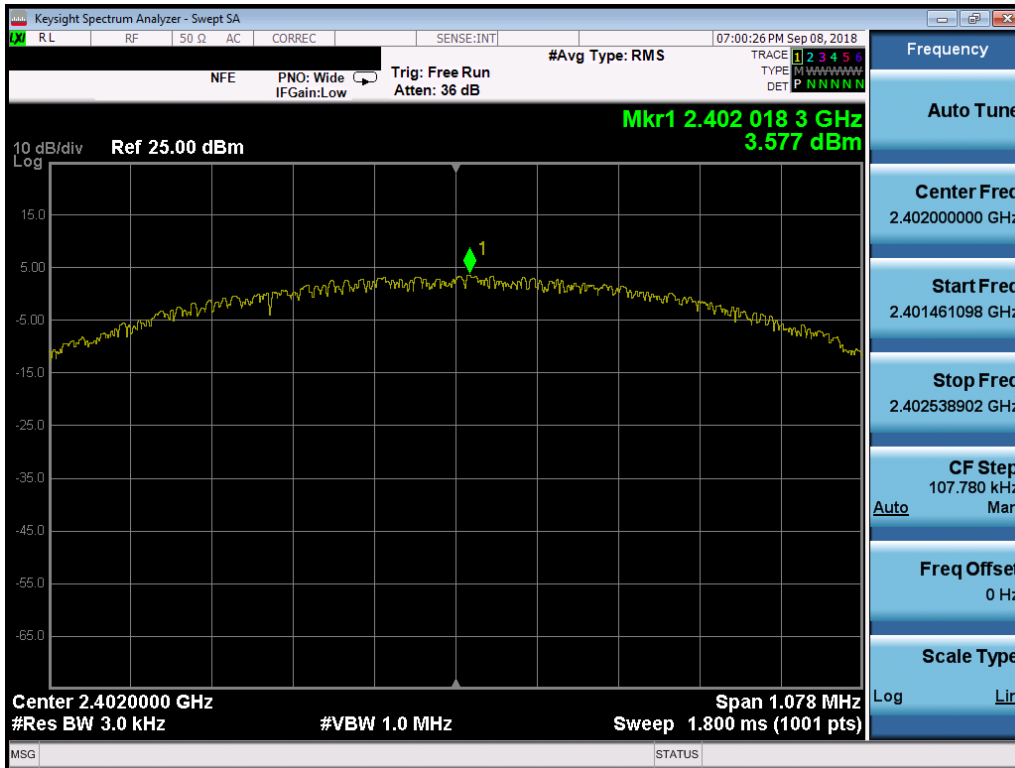 Keysight Spectrum Analyzer - Swept SA
LXI RL RF 50 Ω AC CORREC SENSE:INT 07:00:26 PM Sep 08, 2018
NFE PNO: Wide Trig: Free Run #Avg Type: RMS TRACE 1 2 3 4 5 6
IFGain:Low Atten: 36 dB TYPE M WWWWW
DET P N N N N N
Mkr1 2.402 018 3 GHz
3.577 dBm
10 dB/div Ref 25.00 dBm
Log
1
15.0
5.00
-5.00
-15.0
-25.0
-35.0
-45.0
-55.0
-65.0
Center 2.4020000 GHz Span 1.078 MHz
#Res BW 3.0 kHz #VBW 1.0 MHz Sweep 1.800 ms (1001 pts)
MSG STATUS
Frequency
Auto Tune
Center Freq
2.402000000 GHz
Start Freq
2.401461098 GHz
Stop Freq
2.402538902 GHz
CF Step
107.780 kHz
Auto Man
Freq Offset
0 Hz
Scale Type
Log Lin